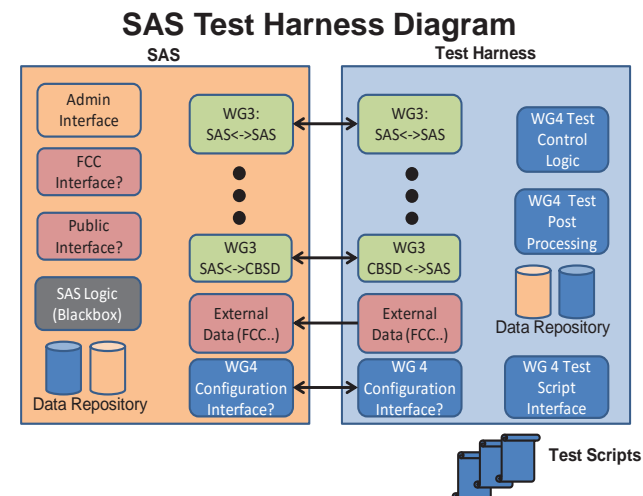 SAS Test Harness Diagram
SAS
Test Harness
Admin
Interface
FCC
Interface?
Public
Interface?
SAS Logic
(Blackbox)
Data Repository
WG3:
SAS<->SAS
WG3
SAS<->CBSD
External
Data (FCC..)
WG4
Configuration
Interface?
WG3:
SAS<->SAS
WG3
CBSD <->SAS
External
Data (FCC..)
WG 4
Configuration
Interface?
WG4 Test
Control
Logic
WG4 Test
Post
Processing
Data Repository
WG 4 Test
Script
Interface
Test Scripts